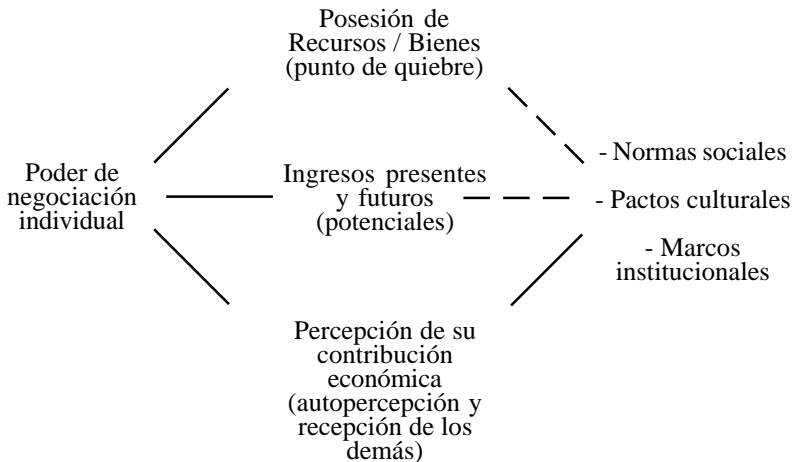 Posesión de
Recursos / Bienes
(punto de quiebre)
Poder de
negociación
individual
Ingresos presentes
y futuros
(potenciales)
- Normas sociales
- Pactos culturales
- Marcos
institucionales
Percepción de su
contribución
económica
(autopercepción y
recepción de los
demás)